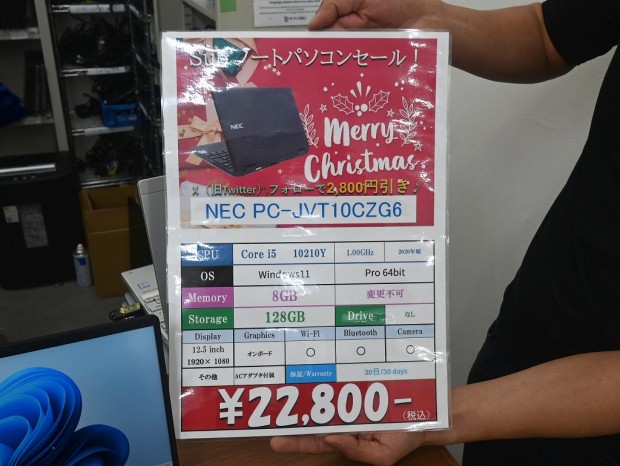 Su ノートパソコンセール！
NEC
Merry
Christmas
X（旧Twitter）フォローで2,800円引き♪
NEC PC-JVT10CZG6
CPU Core i5 10210Y 1.00GHz 2020年頃
OS Windows11 Pro 64bit
Memory 8GB 変更不可
Storage 128GB Drive なし
Display Graphics Wi-Fi Bluetooth Camera
12.5 inch
1920×1080 オンボード ○ ○ ○
その他 ACアダプタ付属 保証/Warranty 30日/30 days
￥22,800-
（税込）